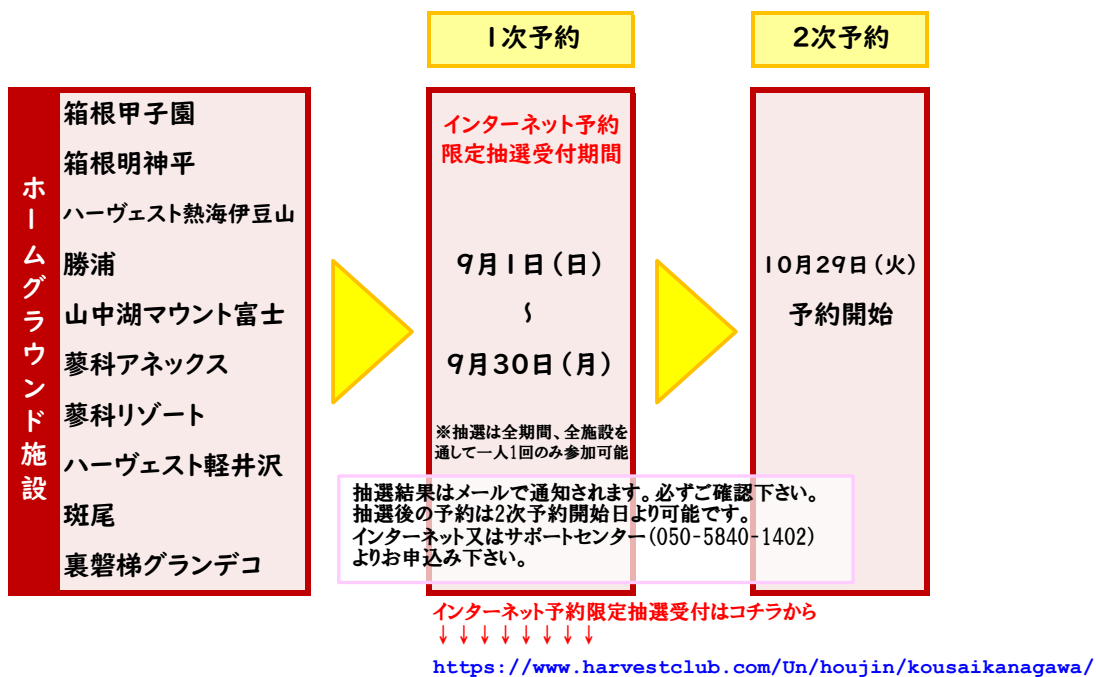 1次予約
2次予約
ホームグラウンド施設
箱根甲子園
箱根明神平
ハーヴェスト熱海伊豆山
勝浦
山中湖マウント富士
蓼科アネックス
蓼科リゾート
ハーヴェスト軽井沢
斑尾
裏磐梯グランデコ
インターネット予約
限定抽選受付期間
9月1日(日)
~
9月30日(月)
※抽選は全期間、全施設を
通して一人1回のみ参加可能
10月29日(火)
予約開始
抽選結果はメールで通知されます。必ずご確認下さい。
抽選後の予約は2次予約開始日より可能です。
インターネット又はサポートセンター(050-5840-1402)
よりお申込み下さい。
インターネット予約限定抽選受付はコチラから
↓↓↓↓↓↓↓↓
https://www.harvestclub.com/Un/houjin/kousaikanagawa/